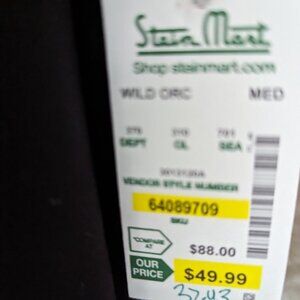 Stein Mart
Shop steinmart.com
WILD ORC MED
DEPT CL SEA
VENDOR STYLE NUMBER
64089709
SKU
*COMPARE AT $88.00
OUR PRICE $49.99